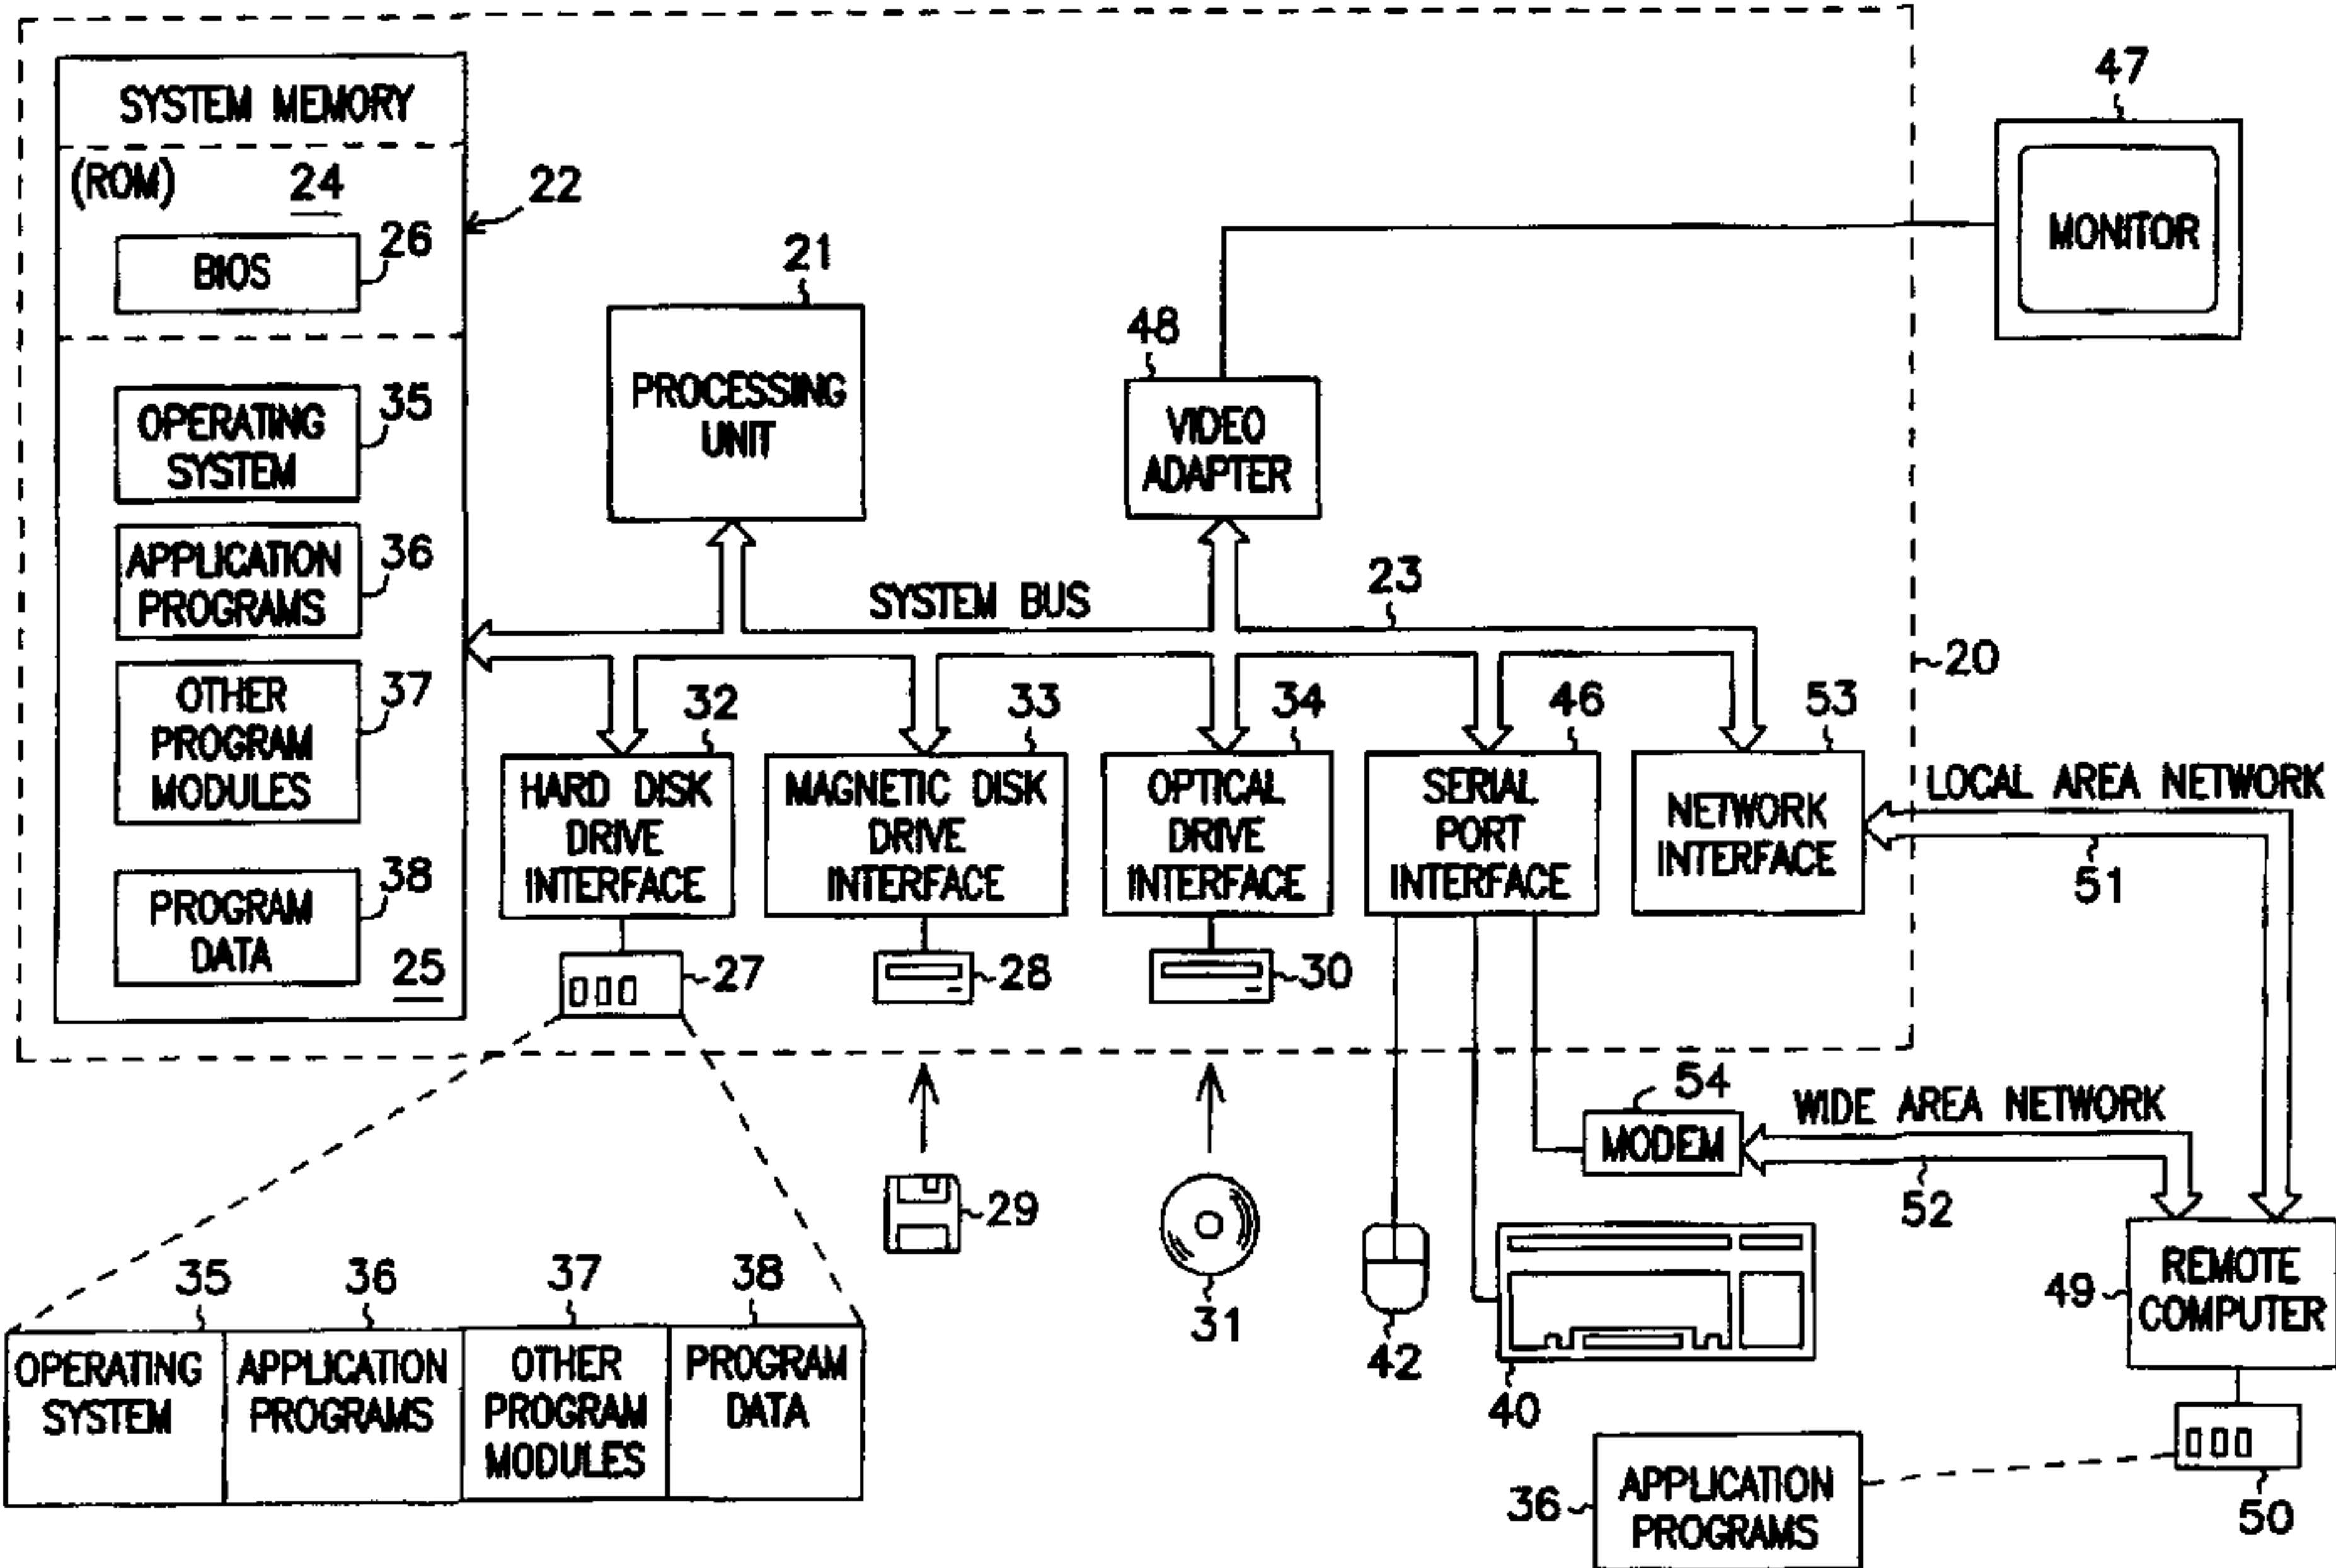 SYSTEM MEMORY
(ROM)
24
22
BIOS
26
OPERATING
SYSTEM
35
APPLICATION
PROGRAMS
36
OTHER
PROGRAM
MODULES
37
PROGRAM
DATA
38
25
21
PROCESSING
UNIT
48
VIDEO
ADAPTER
47
MONITOR
SYSTEM BUS
23
20
32
HARD DISK
DRIVE
INTERFACE
33
MAGNETIC DISK
DRIVE
INTERFACE
34
OPTICAL
DRIVE
INTERFACE
46
SERIAL
PORT
INTERFACE
53
NETWORK
INTERFACE
LOCAL AREA NETWORK
51
27
28
30
54
MODEM
WIDE AREA NETWORK
52
29
31
42
40
49
REMOTE
COMPUTER
50
36
APPLICATION
PROGRAMS
35
OPERATING
SYSTEM
36
APPLICATION
PROGRAMS
37
OTHER
PROGRAM
MODULES
38
PROGRAM
DATA